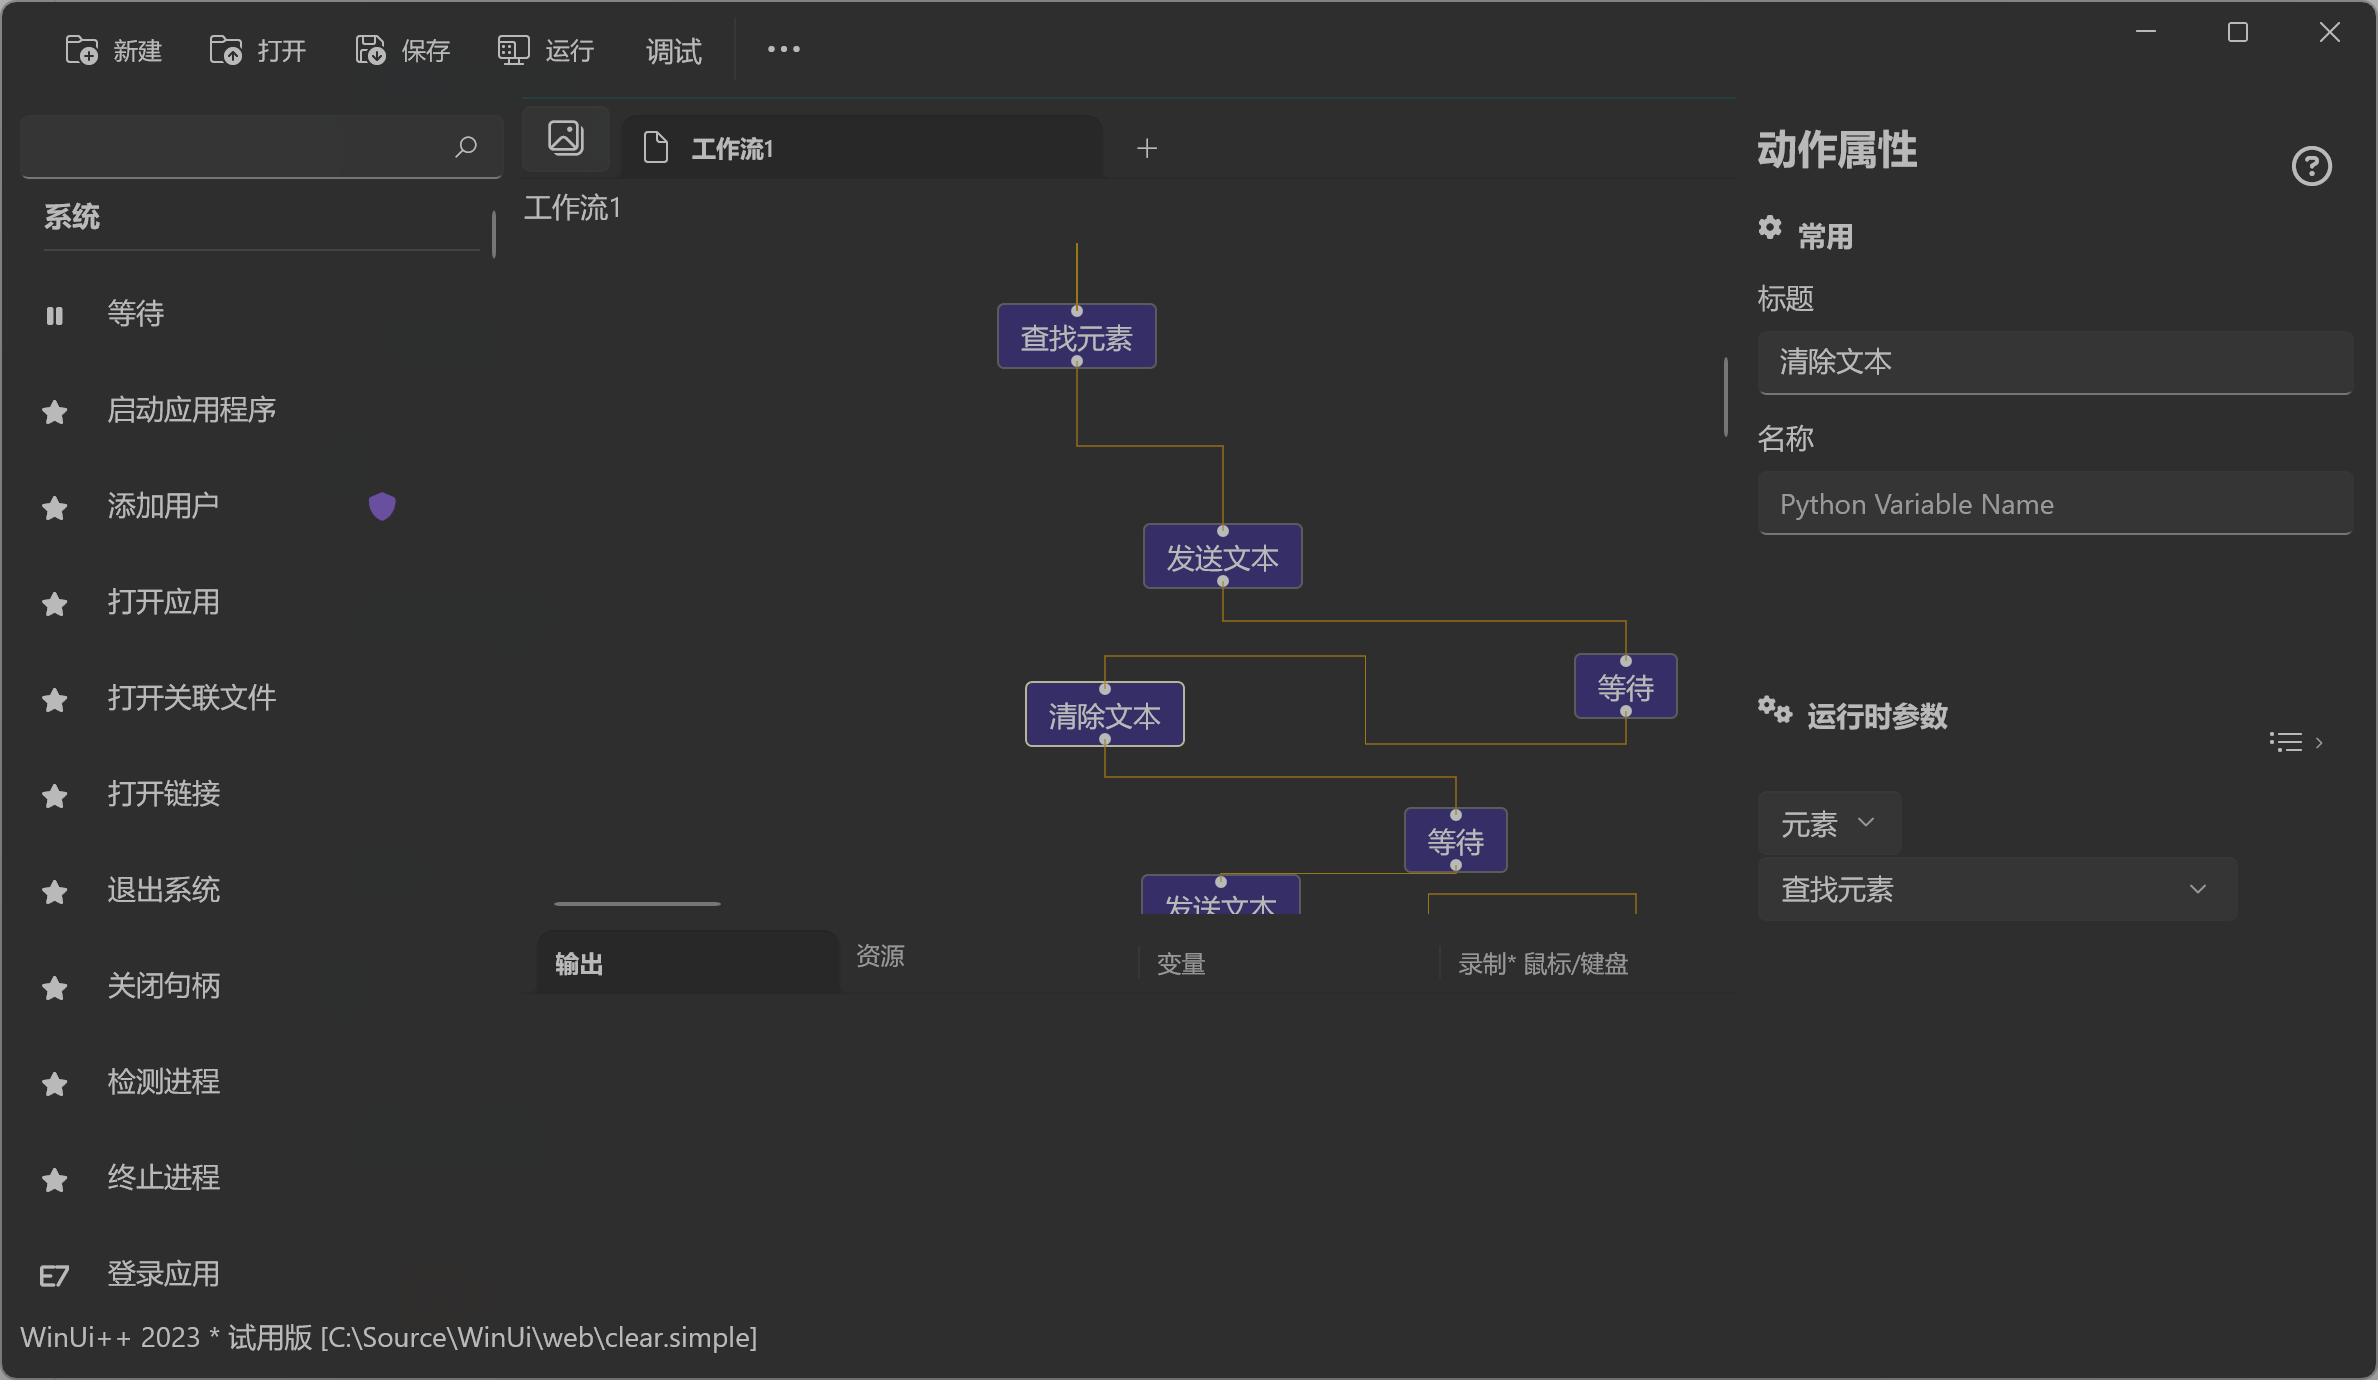 新建 打开 保存 运行 调试
工作流1
工作流1
系统
等待
启动应用程序
添加用户
打开应用
打开关联文件
打开链接
退出系统
关闭句柄
检测进程
终止进程
登录应用
查找元素
发送文本
等待
清除文本
等待
发送文本
输出 资源 变量 录制* 鼠标/键盘
动作属性
常用
标题
清除文本
名称
Python Variable Name
运行时参数
元素
查找元素
WinUi++ 2023 * 试用版 [C:\Source\WinUi\web\clear.simple]